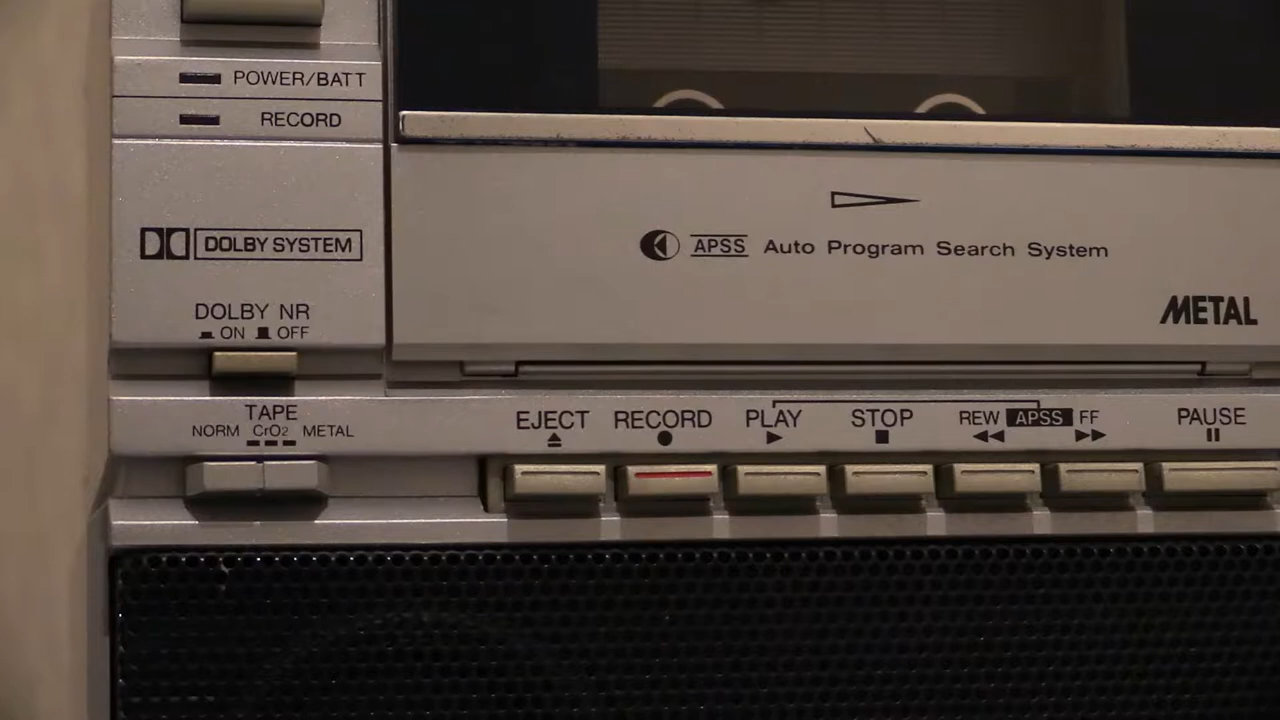 POWER/BATT
RECORD
DOLBY SYSTEM
APSS Auto Program Search System
METAL
DOLBY NR
ON OFF
TAPE
NORM CrO2 METAL
EJECT RECORD PLAY STOP REW APSS FF PAUSE